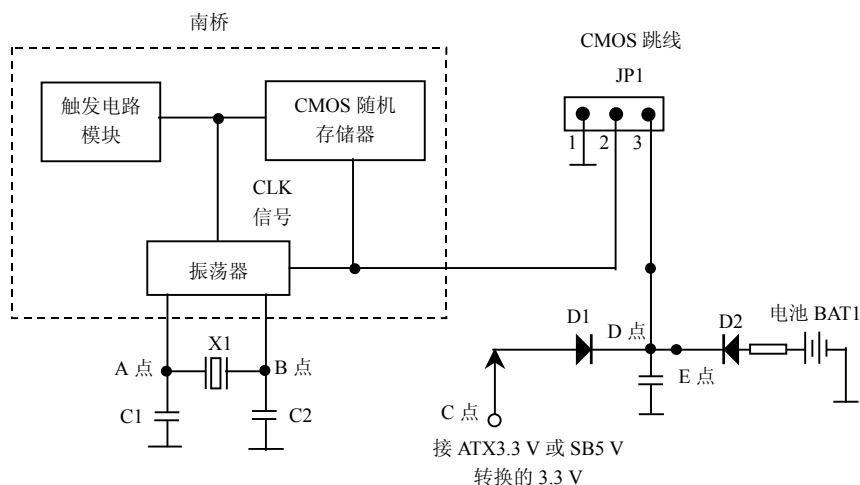 南桥
CMOS 跳线
JP1
触发电路
模块
CMOS 随机
存储器
1 2 3
CLK
信号
振荡器
D1
D 点
D2
电池 BAT1
X1
A 点
B 点
E 点
C1
C2
C 点
接 ATX3.3 V 或 SB5 V
转换的 3.3 V